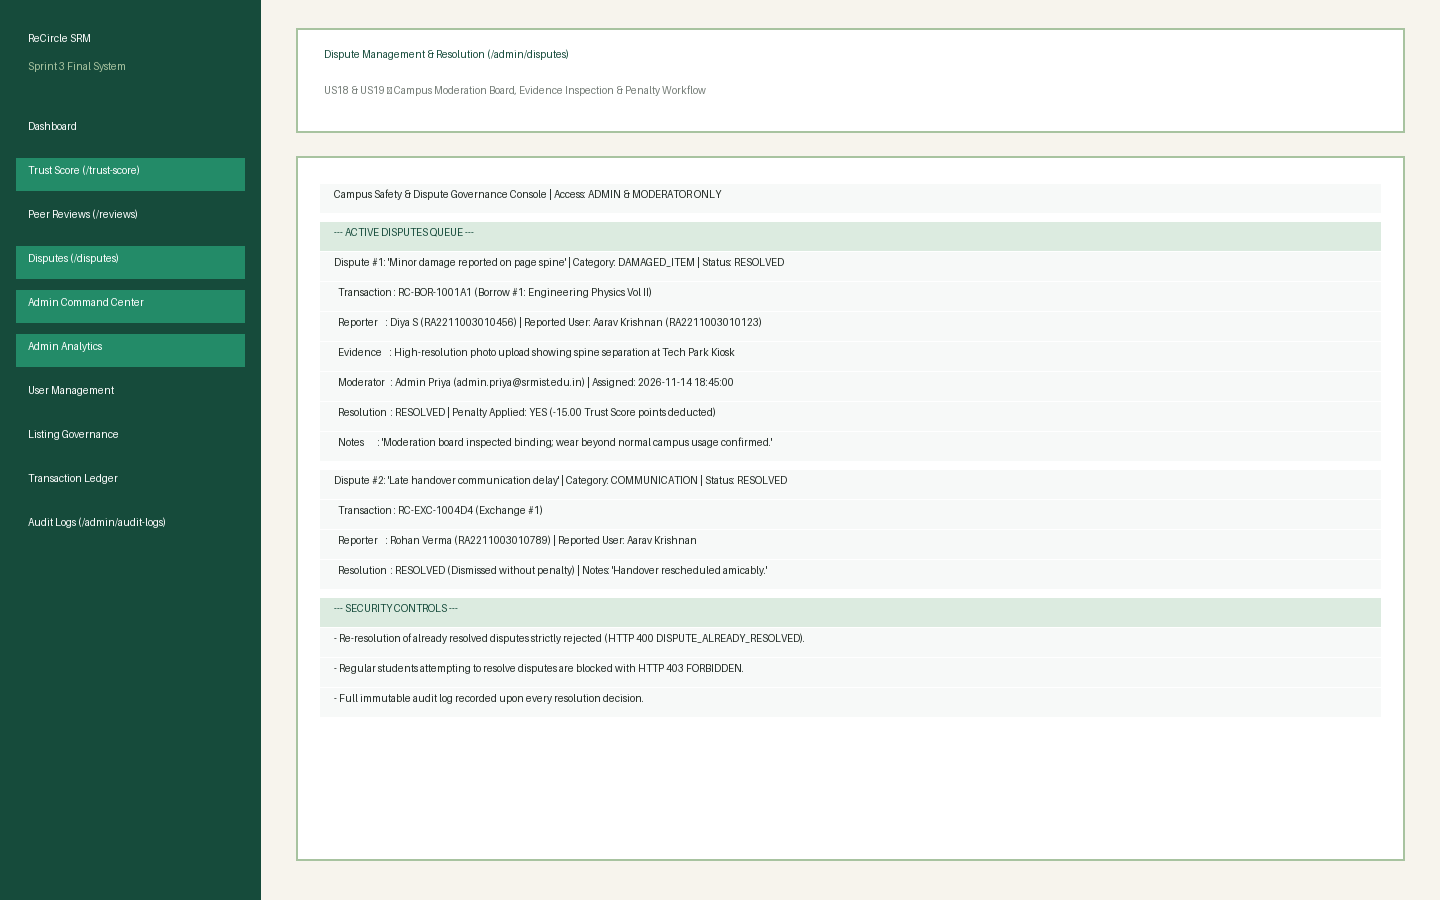 ReCircle SRM
Sprint 3 Final System
Dashboard
Trust Score (/trust-score)
Peer Reviews (/reviews)
Disputes (/disputes)
Admin Command Center
Admin Analytics
User Management
Listing Governance
Transaction Ledger
Audit Logs (/admin/audit-logs)
Dispute Management & Resolution (/admin/disputes)
US18 & US19 Campus Moderation Board, Evidence Inspection & Penalty Workflow
Campus Safety & Dispute Governance Console | Access: ADMIN & MODERATOR ONLY
--- ACTIVE DISPUTES QUEUE ---
Dispute #1: 'Minor damage reported on page spine' | Category: DAMAGED_ITEM | Status: RESOLVED
Transaction : RC-BOR-1001A1 (Borrow #1: Engineering Physics Vol II)
Reporter : Diya S (RA2211003010456) | Reported User: Aarav Krishnan (RA2211003010123)
Evidence : High-resolution photo upload showing spine separation at Tech Park Kiosk
Moderator : Admin Priya (admin.priya@srmist.edu.in) | Assigned: 2026-11-14 18:45:00
Resolution : RESOLVED | Penalty Applied: YES (-15.00 Trust Score points deducted)
Notes : 'Moderation board inspected binding; wear beyond normal campus usage confirmed.'
Dispute #2: 'Late handover communication delay' | Category: COMMUNICATION | Status: RESOLVED
Transaction : RC-EXC-1004D4 (Exchange #1)
Reporter : Rohan Verma (RA2211003010789) | Reported User: Aarav Krishnan
Resolution : RESOLVED (Dismissed without penalty) | Notes: 'Handover rescheduled amicably.'
--- SECURITY CONTROLS ---
- Re-resolution of already resolved disputes strictly rejected (HTTP 400 DISPUTE_ALREADY_RESOLVED).
- Regular students attempting to resolve disputes are blocked with HTTP 403 FORBIDDEN.
- Full immutable audit log recorded upon every resolution decision.